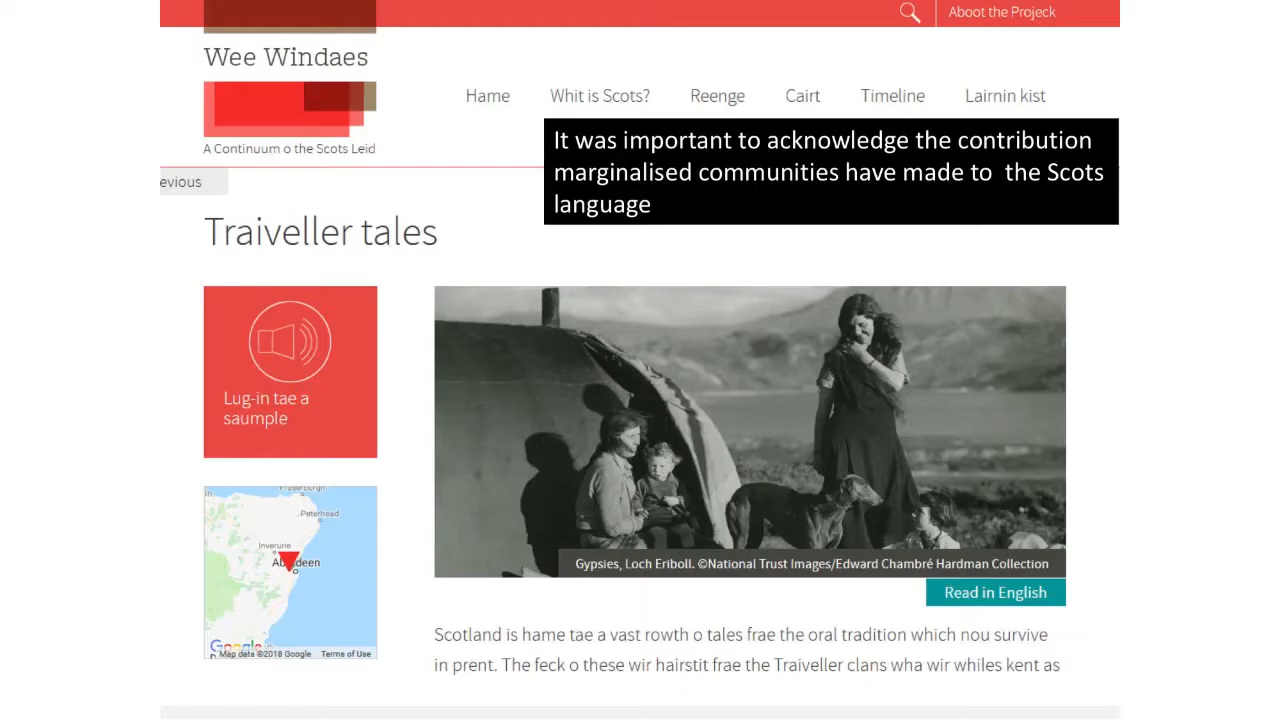 Aboot the Projeck
Wee Windaes
A Continuum o the Scots Leid
Hame Whit is Scots? Reenge Cairt Timeline Lairnin kist
It was important to acknowledge the contribution
marginalised communities have made to the Scots
language
evious
Traiveller tales
Lug-in tae a
saumple
Fraserburgh
Peterhead
Inverurie
Aberdeen
Google
Map data ©2018 Google Terms of Use
Gypsies, Loch Eriboll. ©National Trust Images/Edward Chambré Hardman Collection
Read in English
Scotland is hame tae a vast rowth o tales frae the oral tradition which nou survive
in prent. The feck o these wir hairstit frae the Traiveller clans wha wir whiles kent as